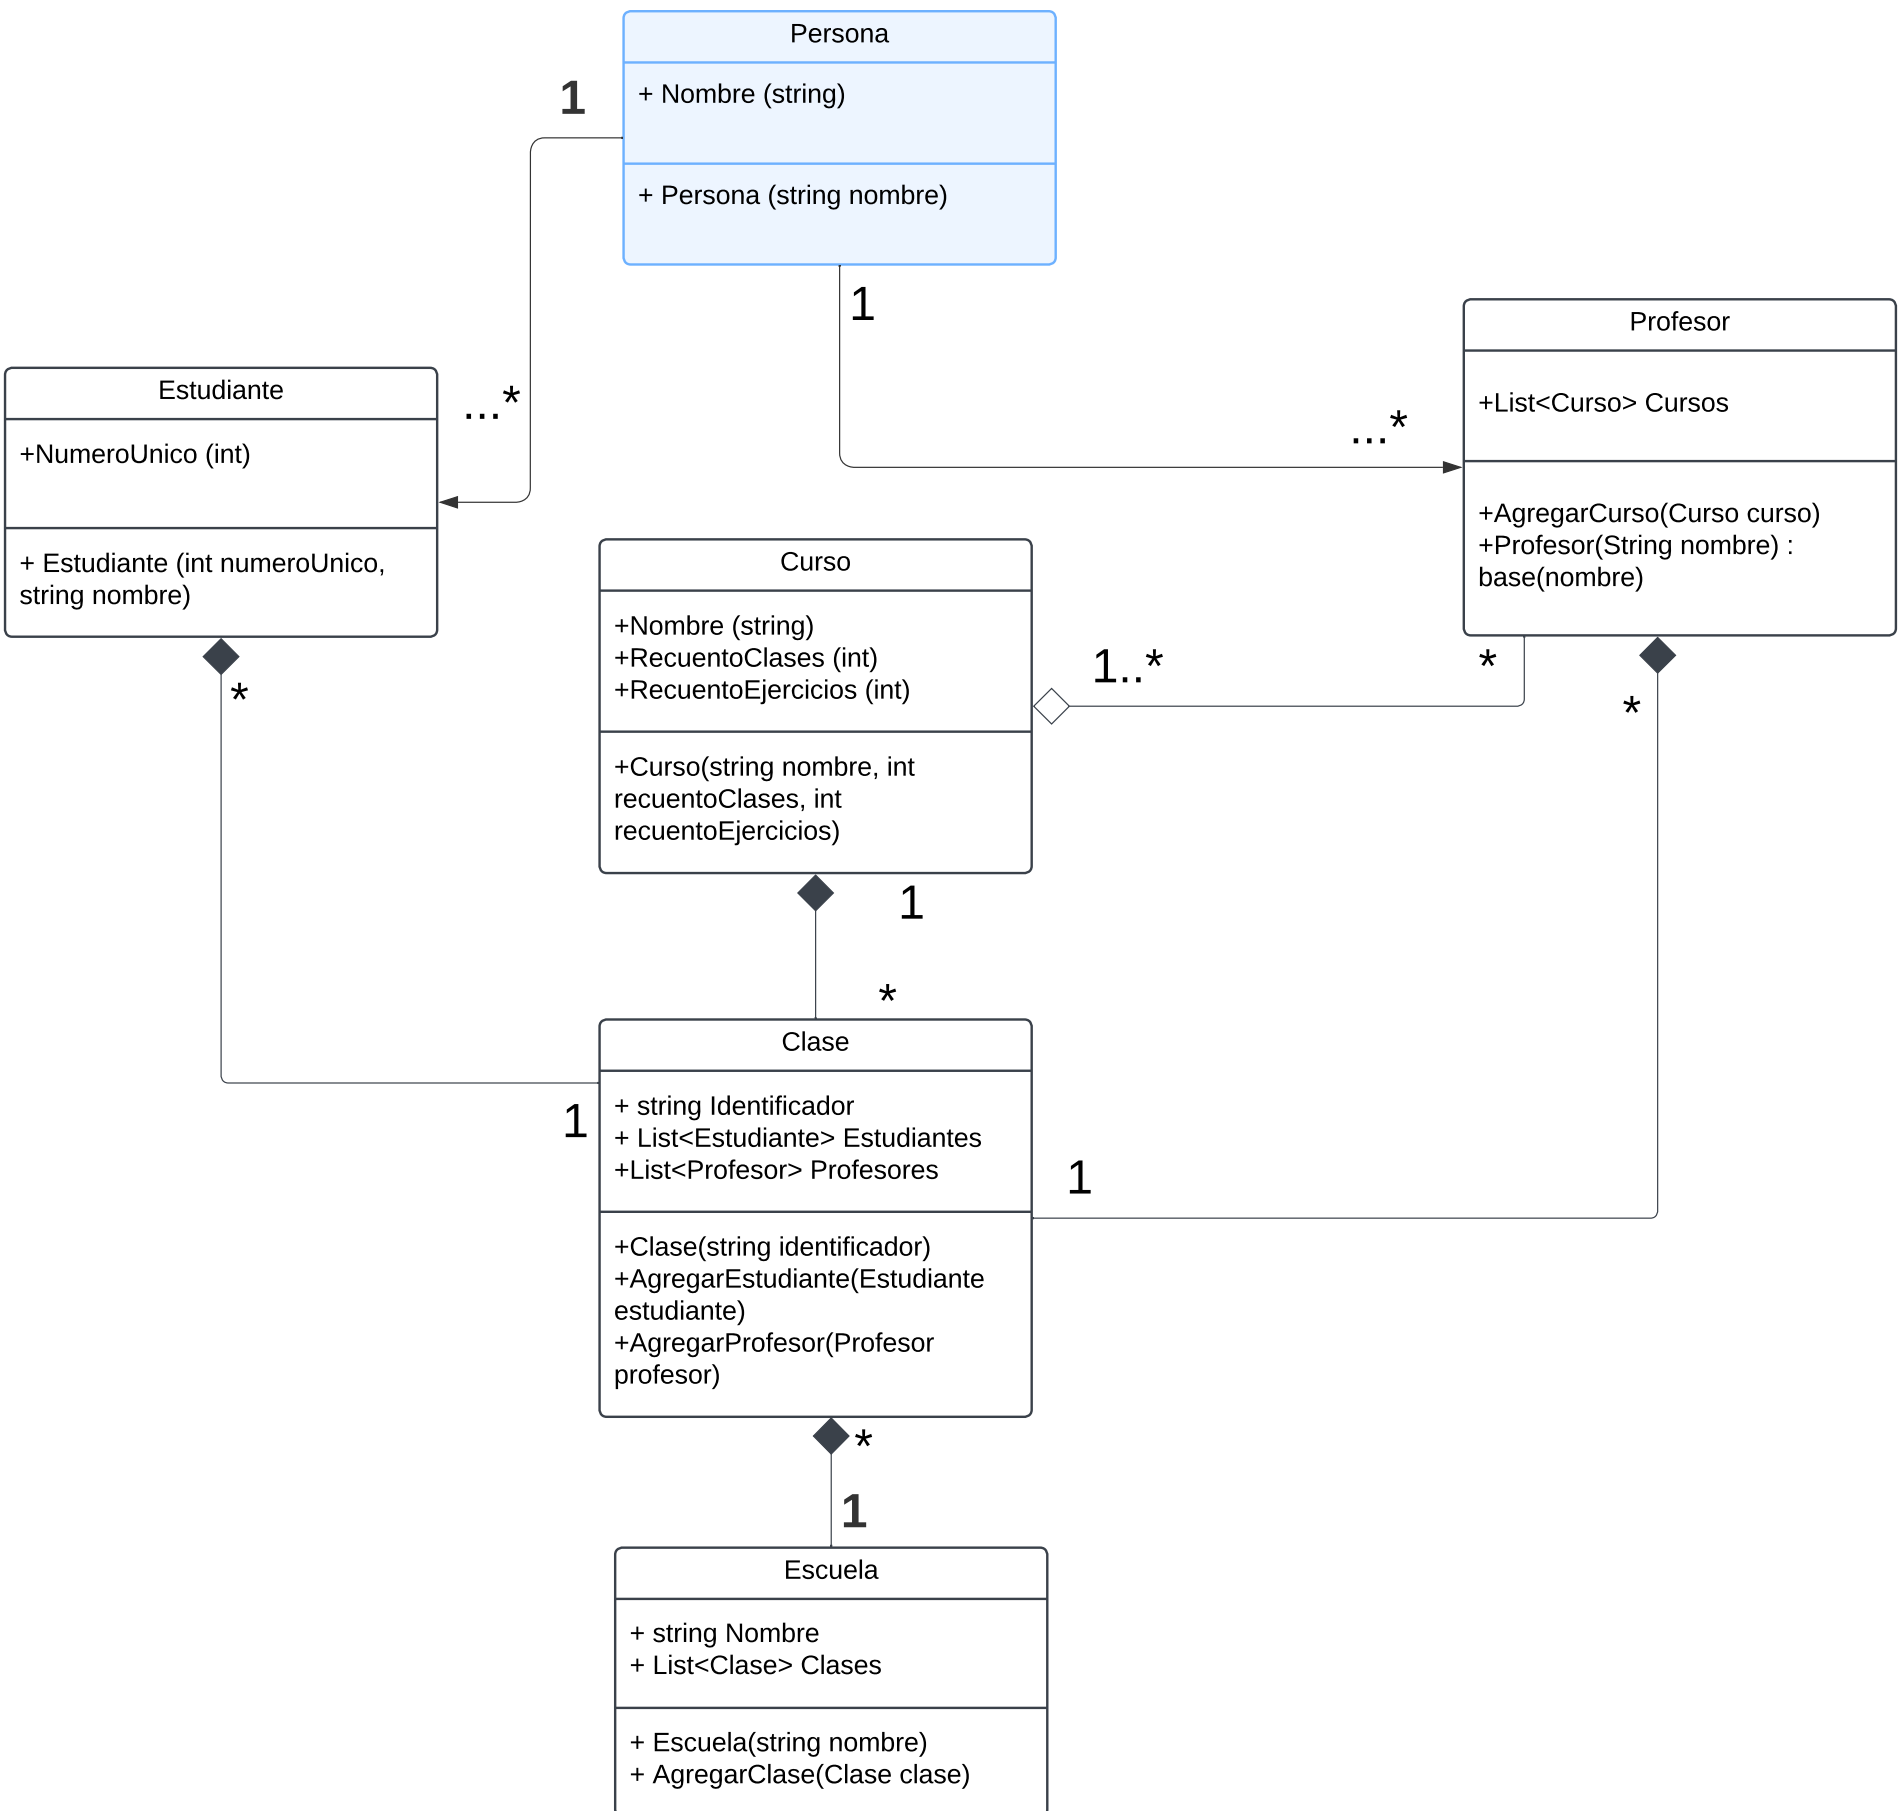 Persona
+ Nombre (string)
+ Persona (string nombre)
1
1
...*
...*
Profesor
+List<Curso> Cursos
+AgregarCurso(Curso curso)
+Profesor(String nombre) :
base(nombre)
Estudiante
+NumeroUnico (int)
+ Estudiante (int numeroUnico,
string nombre)
Curso
+Nombre (string)
+RecuentoClases (int)
+RecuentoEjercicios (int)
+Curso(string nombre, int
recuentoClases, int
recuentoEjercicios)
1..*
*
*
*
1
*
Clase
+ string Identificador
+ List<Estudiante> Estudiantes
+List<Profesor> Profesores
+Clase(string identificador)
+AgregarEstudiante(Estudiante
estudiante)
+AgregarProfesor(Profesor
profesor)
1
1
*
1
Escuela
+ string Nombre
+ List<Clase> Clases
+ Escuela(string nombre)
+ AgregarClase(Clase clase)